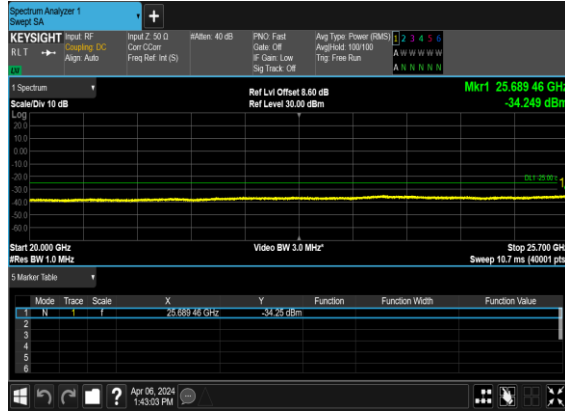 Spectrum Analyzer 1
Swept SA
KEYSIGHT Input: RF Input Z: 50 Ω #Atten: 40 dB PNO: Fast Avg Type: Power (RMS) 1 2 3 4 5 6
RLT Coupling: DC Corr CCorr Gate: Off Avg|Hold: 100/100 A W W W W W
Align: Auto Freq Ref: Int (S) IF Gain: Low Trig: Free Run
Sig Track: Off A N N N N N
1 Spectrum Ref Lvl Offset 8.60 dB Mkr1 25.689 46 GHz
Scale/Div 10 dB Ref Level 30.00 dBm -34.249 dBm
Log
20.0
10.0
0.00
-10.0
-20.0
-30.0
-40.0
-50.0
-60.0
1
Start 20.000 GHz Video BW 3.0 MHz* Stop 25.700 GHz
#Res BW 1.0 MHz Sweep 10.7 ms (40001 pts
5 Marker Table
Mode Trace Scale X Y Function Function Width Function Value
1 N 1 f 25.689 46 GHz -34.25 dBm
2
3
4
5
6
? Apr 06, 2024
1:43:03 PM